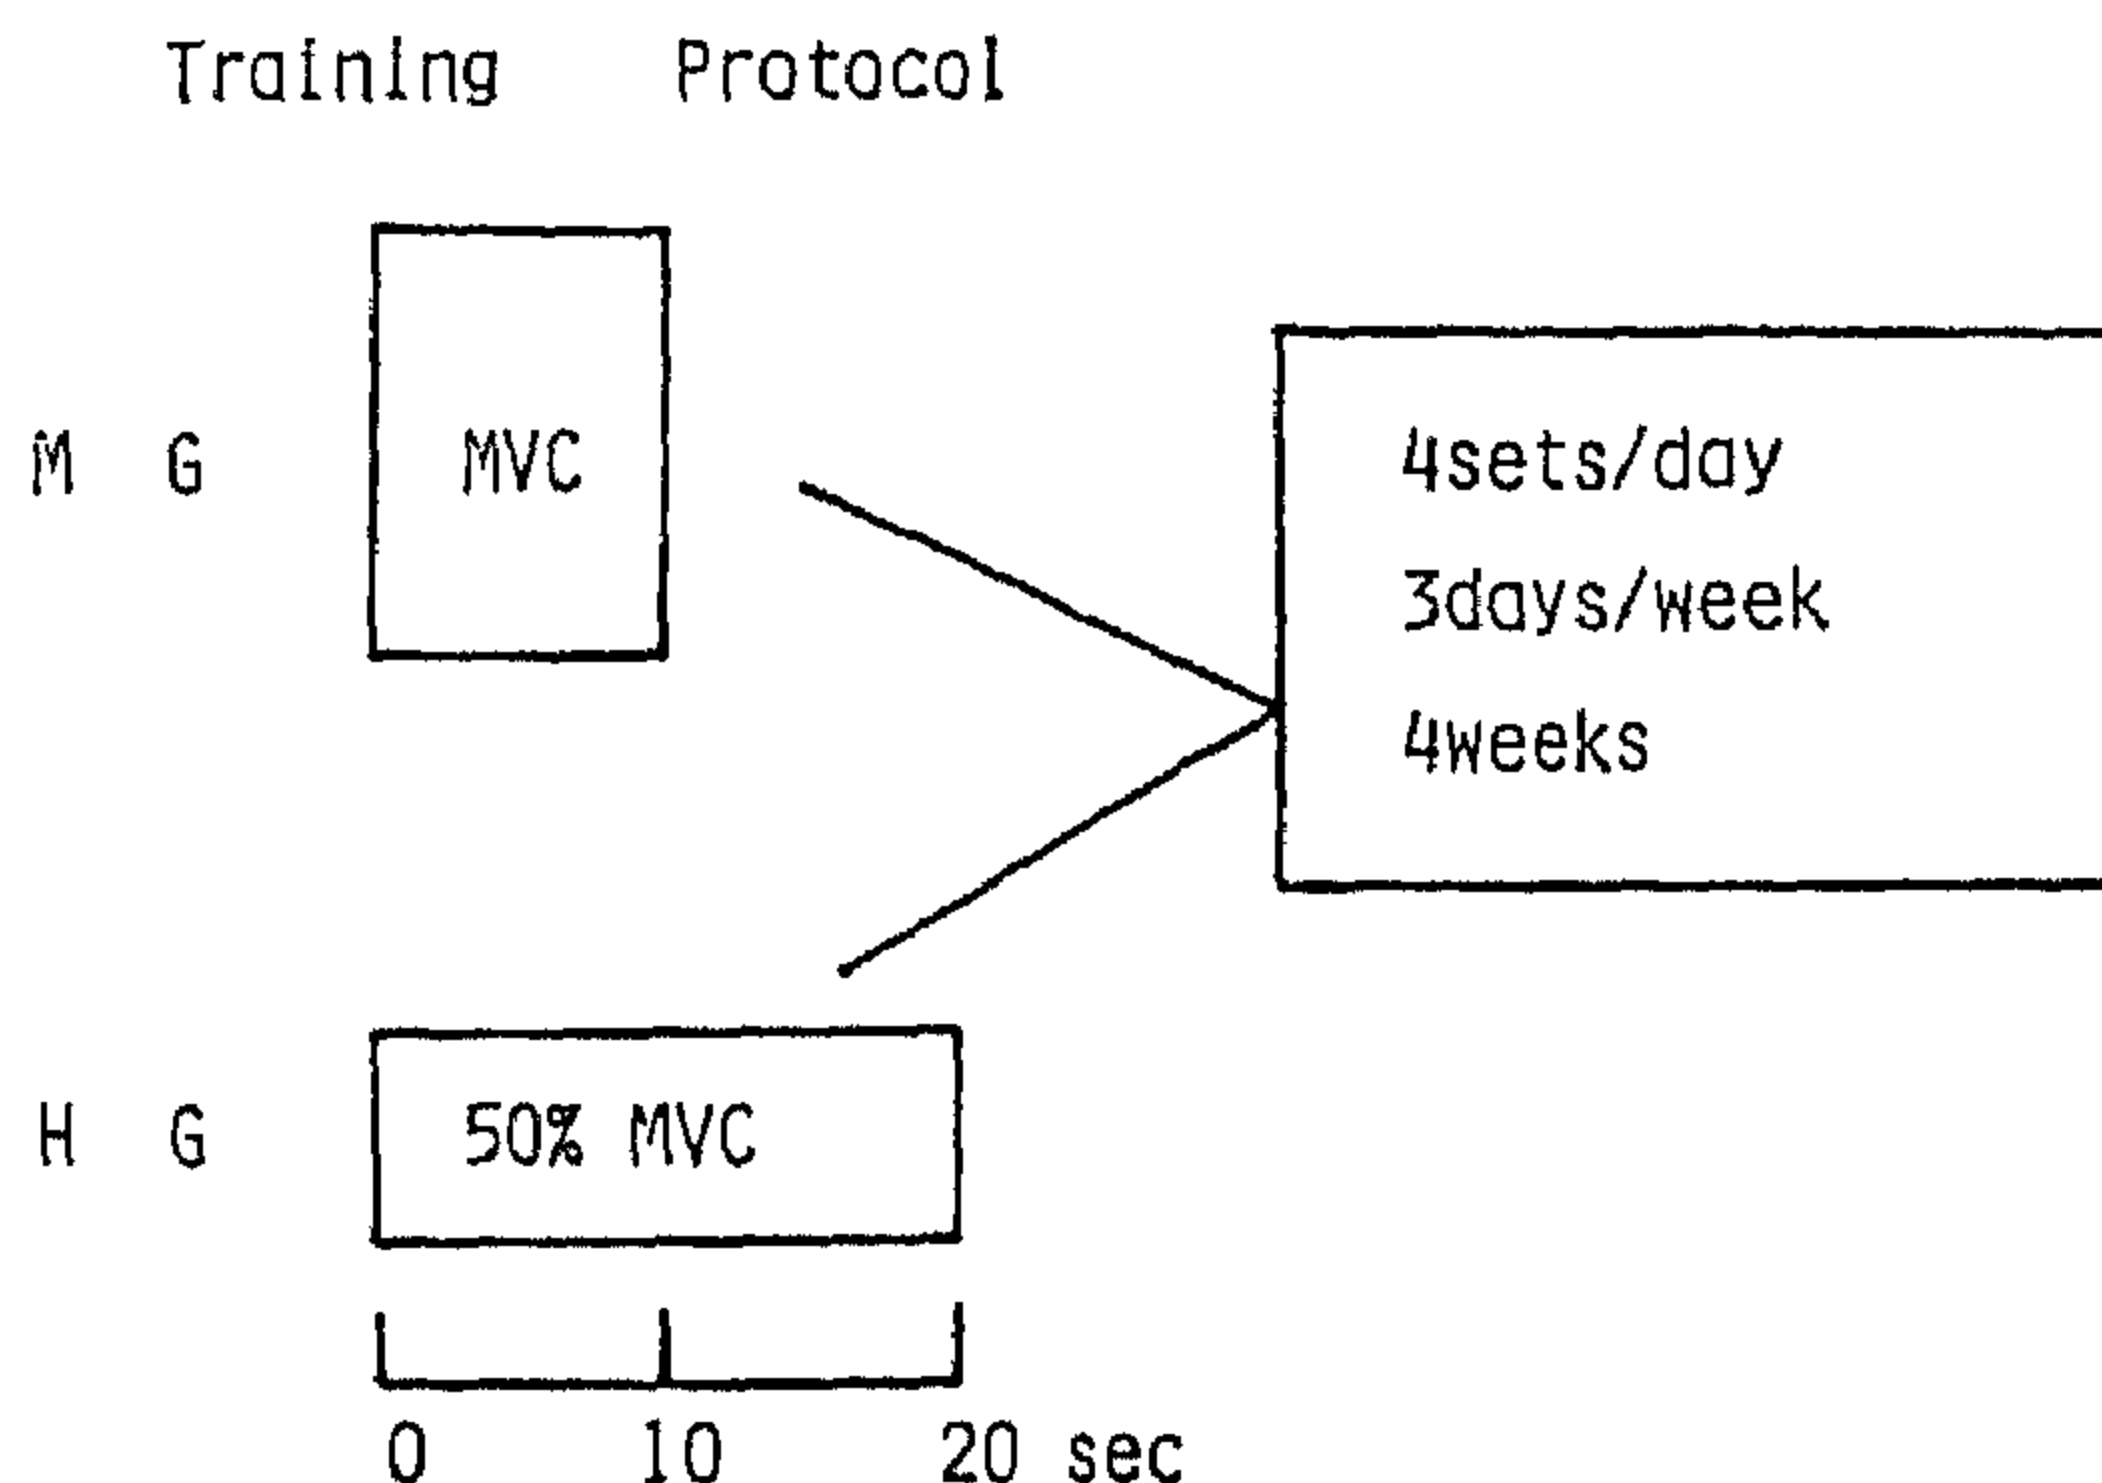 Training Protocol
M G
MVC
4sets/day
3days/week
4weeks
H G
50% MVC
0 10 20 sec